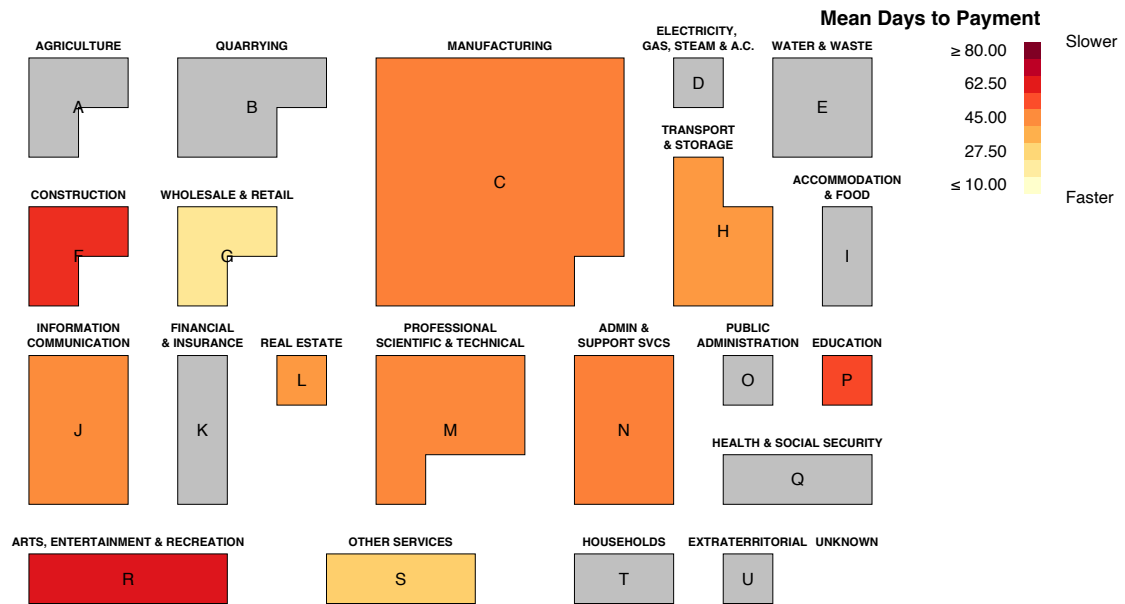 Mean Days to Payment
≥ 80.00
62.50
45.00
27.50
≤ 10.00
Slower
Faster
AGRICULTURE
A
QUARRYING
B
MANUFACTURING
C
ELECTRICITY,
GAS, STEAM & A.C.
D
WATER & WASTE
E
CONSTRUCTION
F
WHOLESALE & RETAIL
G
TRANSPORT
& STORAGE
H
ACCOMMODATION
& FOOD
I
INFORMATION
COMMUNICATION
J
FINANCIAL
& INSURANCE
K
REAL ESTATE
L
PROFESSIONAL
SCIENTIFIC & TECHNICAL
M
ADMIN &
SUPPORT SVCS
N
PUBLIC
ADMINISTRATION
O
EDUCATION
P
HEALTH & SOCIAL SECURITY
Q
ARTS, ENTERTAINMENT & RECREATION
R
OTHER SERVICES
S
HOUSEHOLDS
T
EXTRATERRITORIAL
U
UNKNOWN